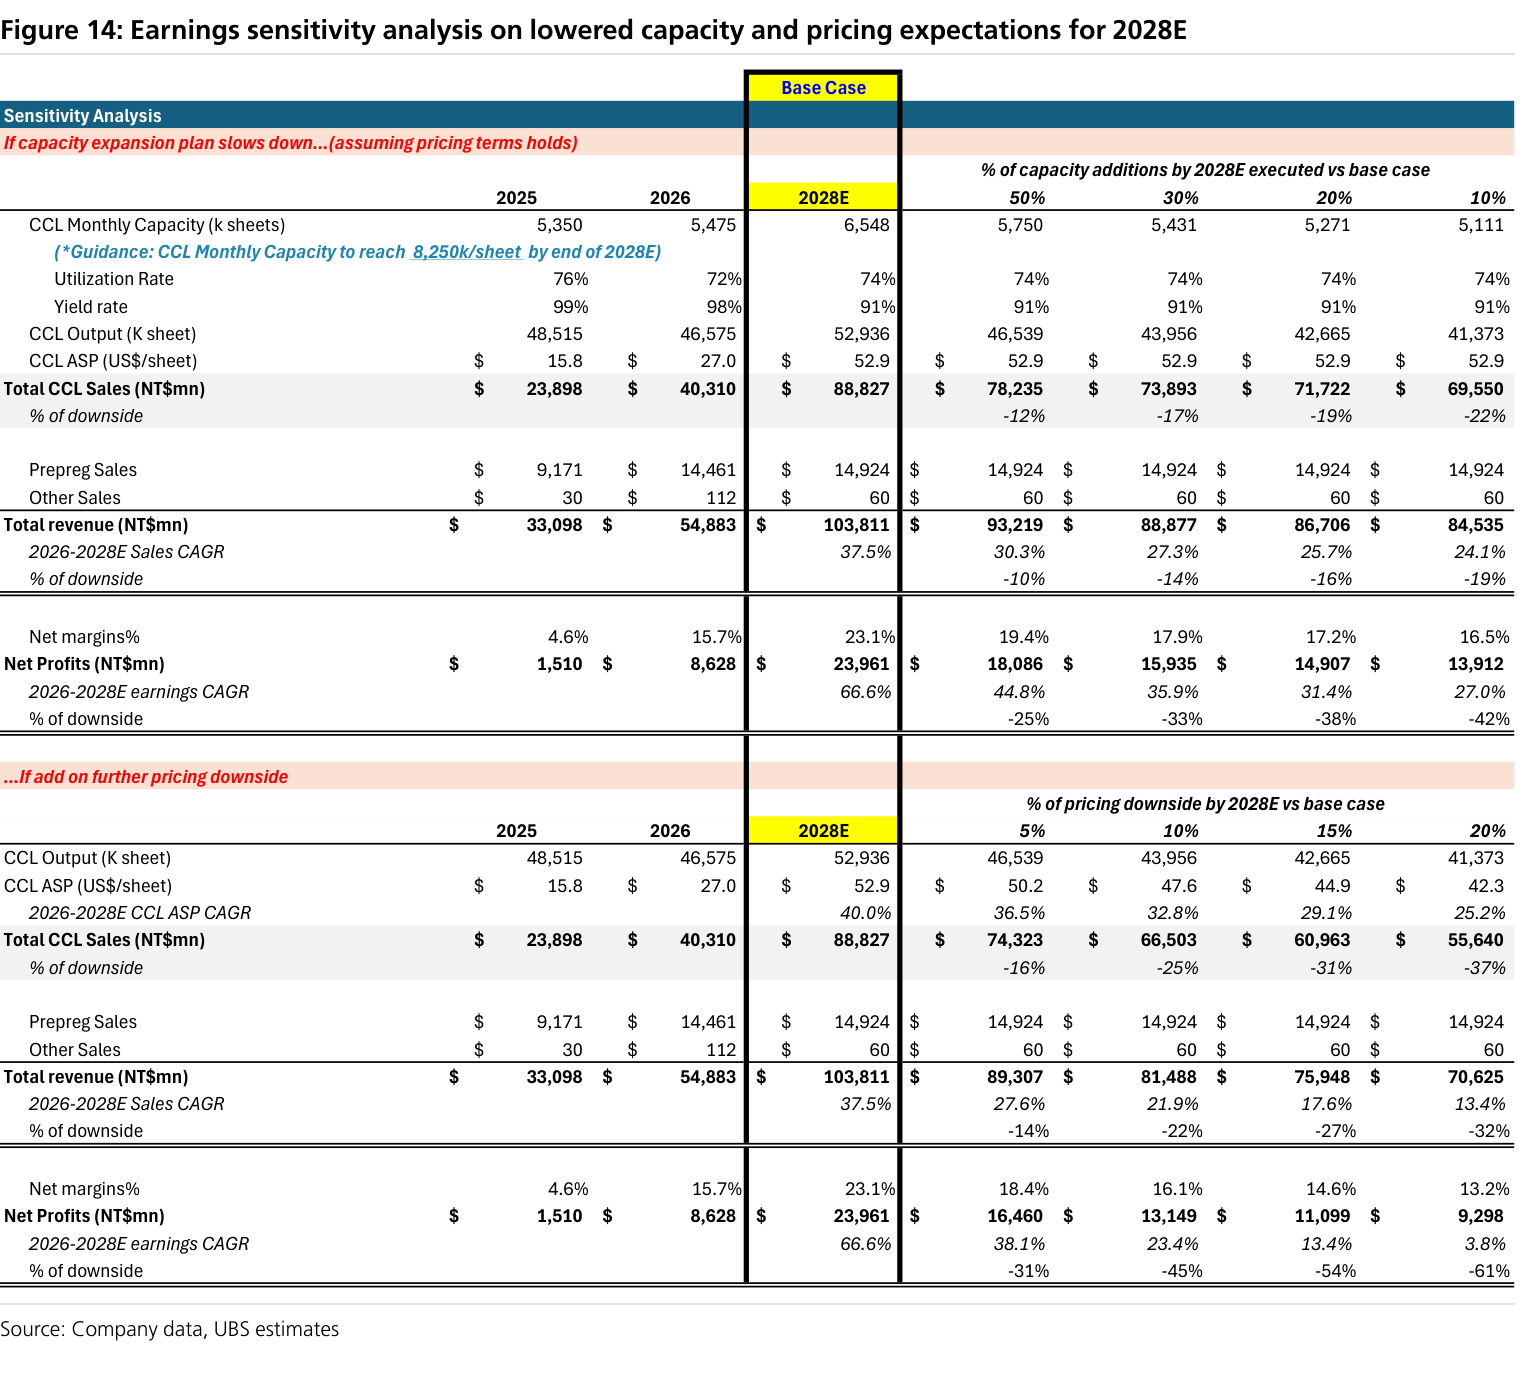 Figure 14: Earnings sensitivity analysis on lowered capacity and pricing expectations for 2028E
Base Case
Sensitivity Analysis
If capacity expansion plan slows down...(assuming pricing terms holds)
% of capacity additions by 2028E executed vs base case
2025 2026 2028E 50% 30% 20% 10%
CCL Monthly Capacity (k sheets) 5,350 5,475 6,548 5,750 5,431 5,271 5,111
(*Guidance: CCL Monthly Capacity to reach 8,250k/sheet by end of 2028E)
Utilization Rate 76% 72% 74% 74% 74% 74% 74%
Yield rate 99% 98% 91% 91% 91% 91% 91%
CCL Output (K sheet) 48,515 46,575 52,936 46,539 43,956 42,665 41,373
CCL ASP (US$/sheet) $ 15.8 $ 27.0 $ 52.9 $ 52.9 $ 52.9 $ 52.9 $ 52.9
Total CCL Sales (NT$mn) $ 23,898 $ 40,310 $ 88,827 $ 78,235 $ 73,893 $ 71,722 $ 69,550
% of downside -12% -17% -19% -22%
Prepreg Sales $ 9,171 $ 14,461 $ 14,924 $ 14,924 $ 14,924 $ 14,924 $ 14,924
Other Sales $ 30 $ 112 $ 60 $ 60 $ 60 $ 60 $ 60
Total revenue (NT$mn) $ 33,098 $ 54,883 $ 103,811 $ 93,219 $ 88,877 $ 86,706 $ 84,535
2026-2028E Sales CAGR 37.5% 30.3% 27.3% 25.7% 24.1%
% of downside -10% -14% -16% -19%
Net margins% 4.6% 15.7% 23.1% 19.4% 17.9% 17.2% 16.5%
Net Profits (NT$mn) $ 1,510 $ 8,628 $ 23,961 $ 18,086 $ 15,935 $ 14,907 $ 13,912
2026-2028E earnings CAGR 66.6% 44.8% 35.9% 31.4% 27.0%
% of downside -25% -33% -38% -42%
...If add on further pricing downside
% of pricing downside by 2028E vs base case
2025 2026 2028E 5% 10% 15% 20%
CCL Output (K sheet) 48,515 46,575 52,936 46,539 43,956 42,665 41,373
CCL ASP (US$/sheet) $ 15.8 $ 27.0 $ 52.9 $ 50.2 $ 47.6 $ 44.9 $ 42.3
2026-2028E CCL ASP CAGR 40.0% 36.5% 32.8% 29.1% 25.2%
Total CCL Sales (NT$mn) $ 23,898 $ 40,310 $ 88,827 $ 74,323 $ 66,503 $ 60,963 $ 55,640
% of downside -16% -25% -31% -37%
Prepreg Sales $ 9,171 $ 14,461 $ 14,924 $ 14,924 $ 14,924 $ 14,924 $ 14,924
Other Sales $ 30 $ 112 $ 60 $ 60 $ 60 $ 60 $ 60
Total revenue (NT$mn) $ 33,098 $ 54,883 $ 103,811 $ 89,307 $ 81,488 $ 75,948 $ 70,625
2026-2028E Sales CAGR 37.5% 27.6% 21.9% 17.6% 13.4%
% of downside -14% -22% -27% -32%
Net margins% 4.6% 15.7% 23.1% 18.4% 16.1% 14.6% 13.2%
Net Profits (NT$mn) $ 1,510 $ 8,628 $ 23,961 $ 16,460 $ 13,149 $ 11,099 $ 9,298
2026-2028E earnings CAGR 66.6% 38.1% 23.4% 13.4% 3.8%
% of downside -31% -45% -54% -61%
Source: Company data, UBS estimates